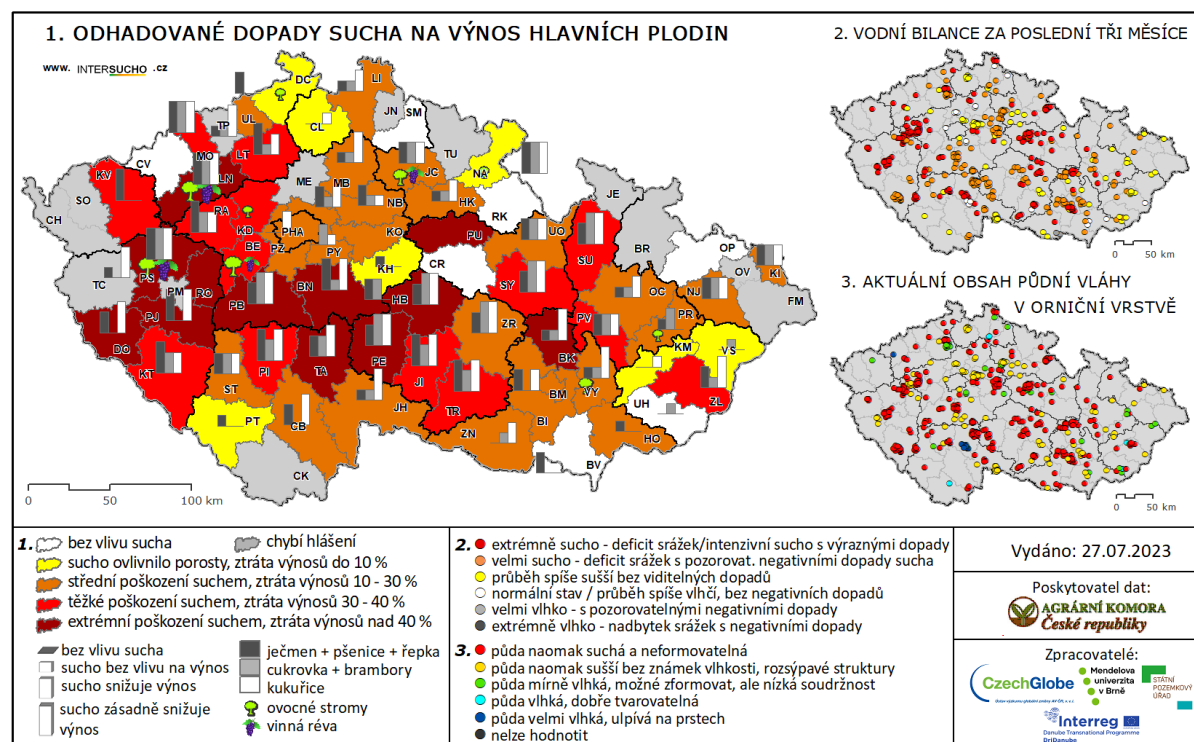 1. ODHADOVANÉ DOPADY SUCHA NA VÝNOS HLAVNÍCH PLODIN
www. INTERSUCHO .cz
DC
LI
UL
TP
CL
JN
SM
MO
LT
TU
CV
LN
ME
MB
JC
NA
KV
SO
RA
NB
HK
JE
CH
KD
PHA
KO
RK
BE
PZ
PY
PU
UO
BR
OP
PS
KH
CR
SU
OV
KI
TC
PM
RO
BN
HB
SY
OC
NJ
FM
PJ
PB
ZR
PV
PR
DO
KM
VS
KT
PI
TA
PE
JI
BK
ST
JH
TR
BM
VY
UH
ZL
PT
CB
ZN
BI
HO
BV
CK
0 50 100 km
2. VODNÍ BILANCE ZA POSLEDNÍ TŘI MĚSÍCE
0 50 km
3. AKTUÁLNÍ OBSAH PŮDNÍ VLÁHY
V ORNIČNÍ VRSTVĚ
0 50 km
1.
bez vlivu sucha
chybí hlášení
sucho ovlivnilo porosty, ztráta výnosů do 10 %
střední poškození suchem, ztráta výnosů 10 - 30 %
těžké poškození suchem, ztráta výnosů 30 - 40 %
extrémní poškození suchem, ztráta výnosů nad 40 %
bez vlivu sucha
sucho bez vlivu na výnos
sucho snižuje výnos
sucho zásadně snižuje
výnos
ječmen + pšenice + řepka
cukrovka + brambory
kukuřice
ovocné stromy
vinná réva
2. extrémně sucho - deficit srážek/intenzivní sucho s výraznými dopady
velmi sucho - deficit srážek s pozorovat. negativními dopady sucha
průběh spíše sušší bez viditelných dopadů
normální stav / průběh spíše vlhčí, bez negativních dopadů
velmi vlhko - s pozorovatelnými negativními dopady
extrémně vlhko - nadbytek srážek s negativními dopady
3. půda naomak suchá a neformovatelná
půda naomak sušší bez známek vlhkosti, rozsýpavé struktury
půda mírně vlhká, možné zformovat, ale nízká soudržnost
půda vlhká, dobře tvarovatelná
půda velmi vlhká, ulpívá na prstech
nelze hodnotit
Vydáno: 27.07.2023
Poskytovatel dat:
AGRÁRNÍ KOMORA
České republiky
Zpracovatelé:
CzechGlobe
Mendelova
univerzita
v Brně
STÁTNÍ
POZEMKOVÝ
ÚŘAD
Interreg
Danube Transnational Programme
DriDanube